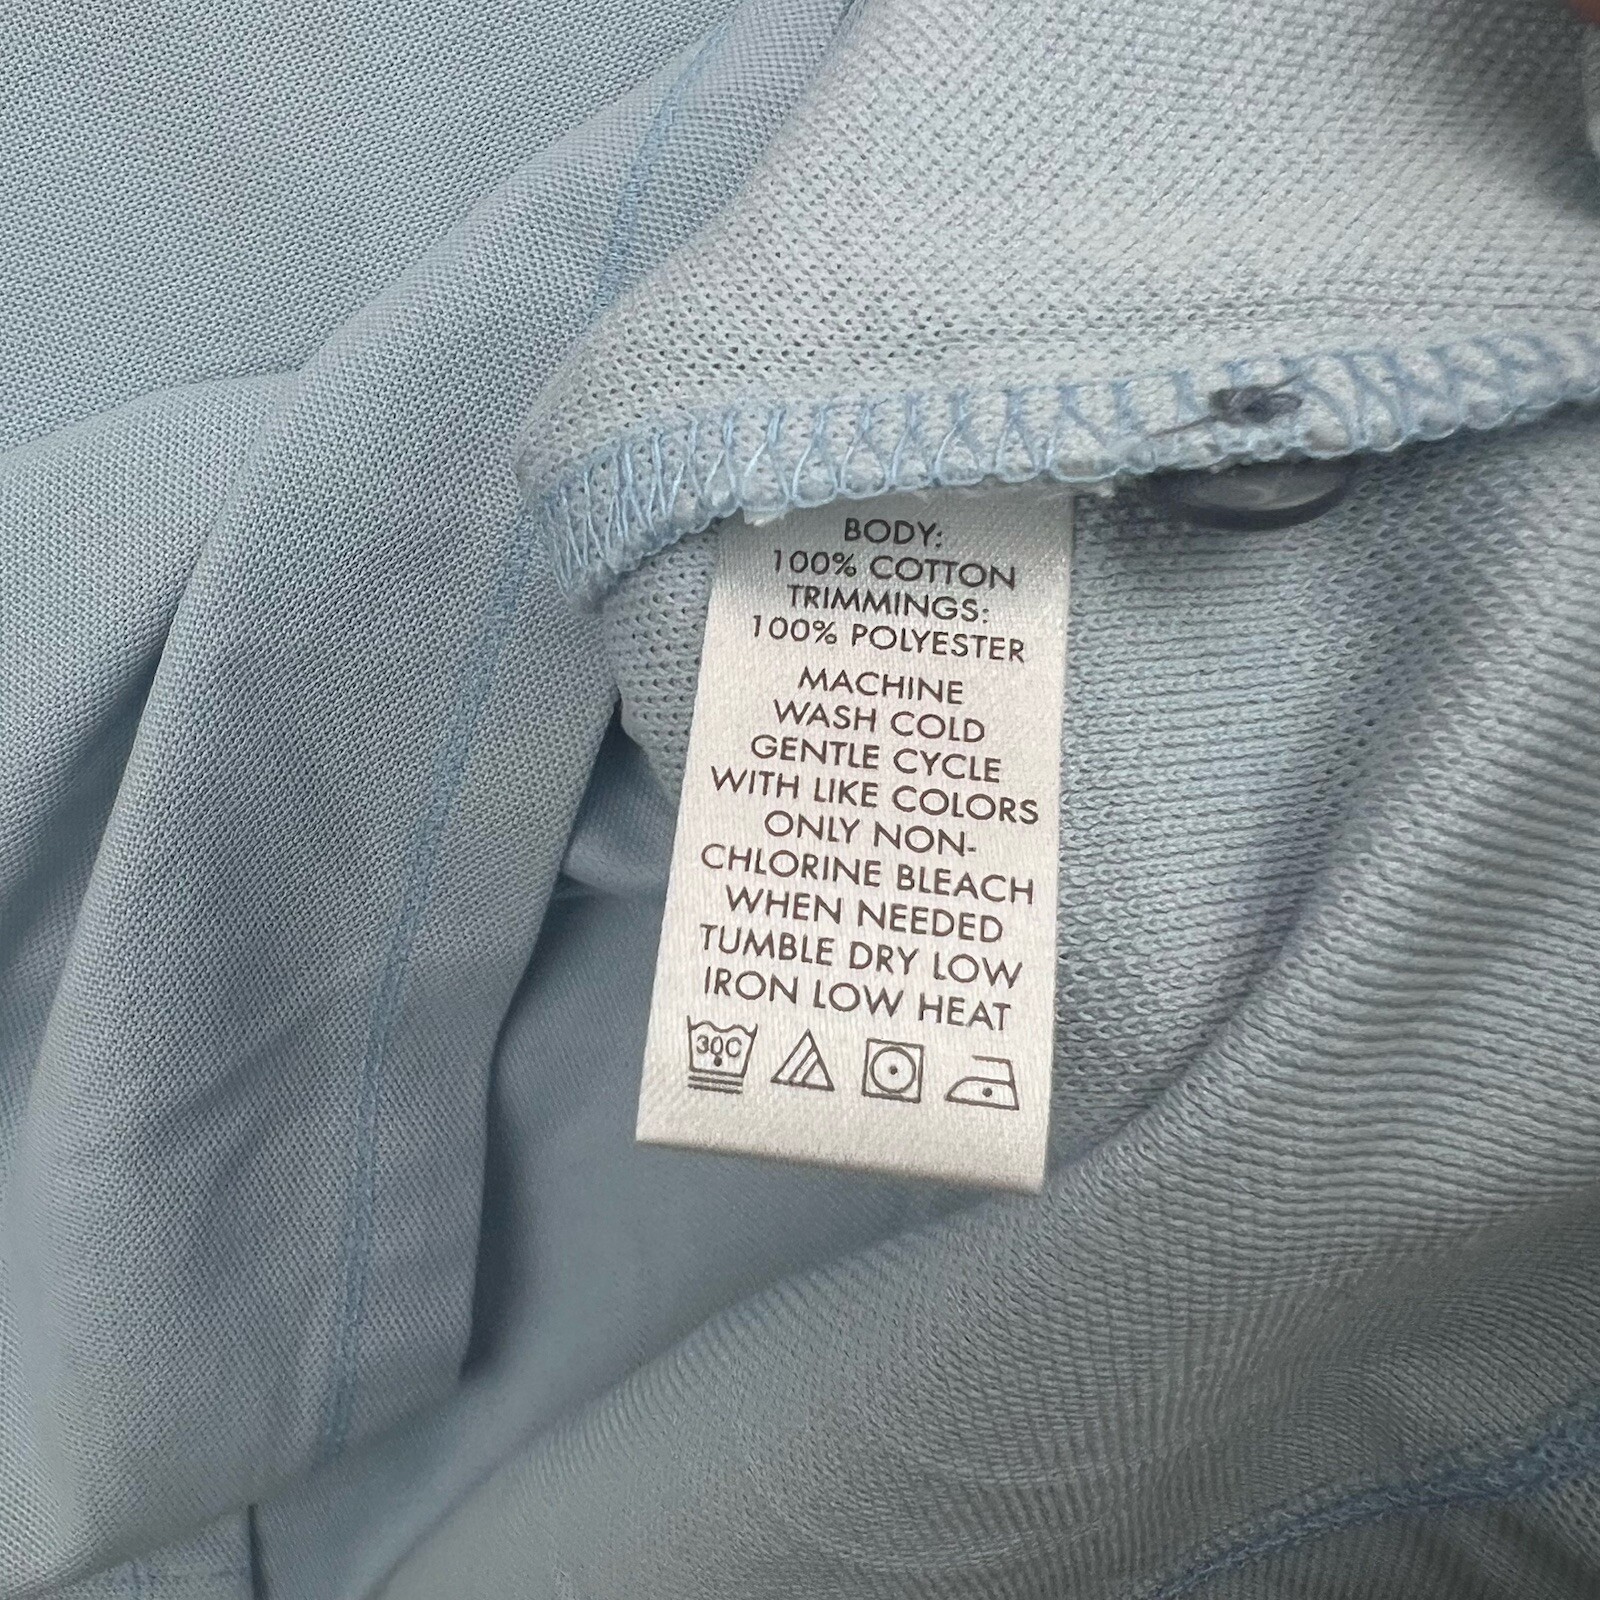 BODY:
100% COTTON
TRIMMINGS:
100% POLYESTER
MACHINE
WASH COLD
GENTLE CYCLE
WITH LIKE COLORS
ONLY NON-
CHLORINE BLEACH
WHEN NEEDED
TUMBLE DRY LOW
IRON LOW HEAT
30C